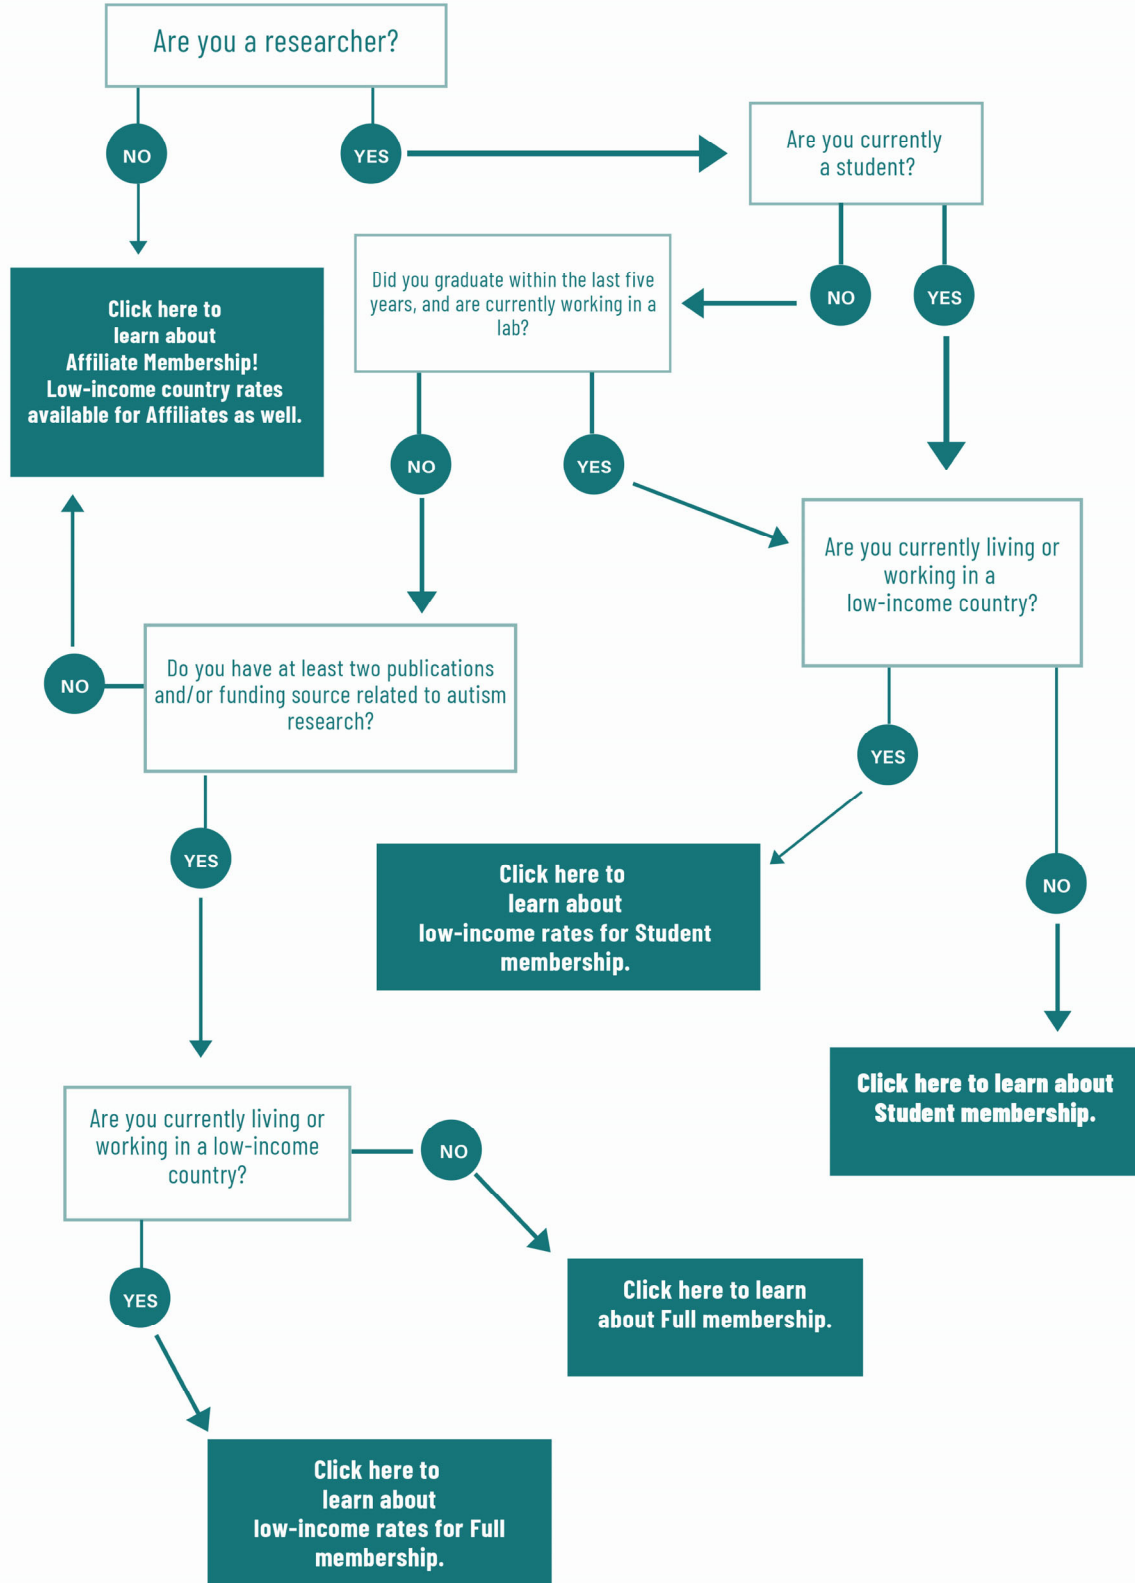 Are you a researcher?
NO
YES
Are you currently
a student?
NO
YES
Did you graduate within the last five
years, and are currently working in a
lab?
NO
YES
Click here to
learn about
Affiliate Membership!
Low-income country rates
available for Affiliates as well.
Are you currently living or
working in a
low-income country?
YES
NO
Do you have at least two publications
and/or funding source related to autism
research?
NO
YES
Click here to
learn about
low-income rates for Student
membership.
Click here to learn about
Student membership.
Are you currently living or
working in a low-income
country?
NO
YES
Click here to learn
about Full membership.
Click here to
learn about
low-income rates for Full
membership.